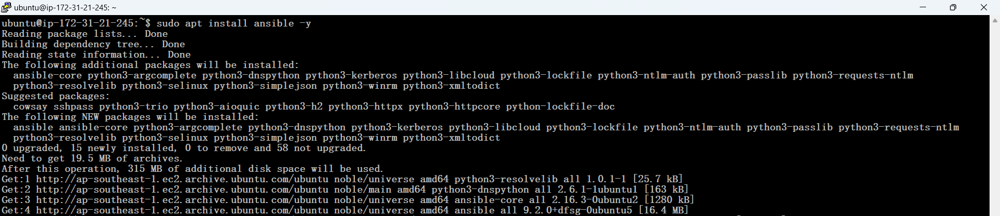 ubuntu@ip-172-31-21-245: ~
ubuntu@ip-172-31-21-245:~$ sudo apt install ansible -y
Reading package lists... Done
Building dependency tree... Done
Reading state information... Done
The following additional packages will be installed:
  ansible-core python3-argcomplete python3-dnspython python3-kerberos python3-libcloud python3-lockfile python3-ntlm-auth python3-passlib python3-requests-ntlm
  python3-resolvelib python3-selinux python3-simplejson python3-winrm python3-xmltodict
Suggested packages:
  cowsay sshpass python3-trio python3-aioquic python3-h2 python3-httpx python3-httpcore python-lockfile-doc
The following NEW packages will be installed:
  ansible ansible-core python3-argcomplete python3-dnspython python3-kerberos python3-libcloud python3-lockfile python3-ntlm-auth python3-passlib python3-requests-ntlm
  python3-resolvelib python3-selinux python3-simplejson python3-winrm python3-xmltodict
0 upgraded, 15 newly installed, 0 to remove and 58 not upgraded.
Need to get 19.5 MB of archives.
After this operation, 315 MB of additional disk space will be used.
Get:1 http://ap-southeast-1.ec2.archive.ubuntu.com/ubuntu noble/universe amd64 python3-resolvelib all 1.0.1-1 [25.7 kB]
Get:2 http://ap-southeast-1.ec2.archive.ubuntu.com/ubuntu noble/main amd64 python3-dnspython all 2.6.1-1ubuntu1 [163 kB]
Get:3 http://ap-southeast-1.ec2.archive.ubuntu.com/ubuntu noble/universe amd64 ansible-core all 2.16.3-0ubuntu2 [1280 kB]
Get:4 http://ap-southeast-1.ec2.archive.ubuntu.com/ubuntu noble/universe amd64 ansible all 9.2.0+dfsg-0ubuntu5 [16.4 MB]